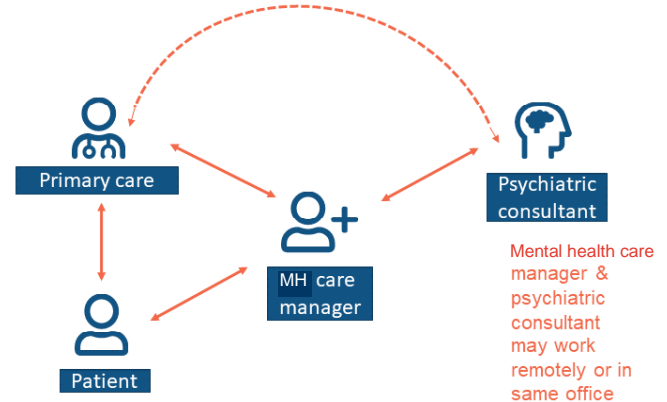 Primary care
Psychiatric
consultant
MH care
manager
Patient
Mental health care
manager &
psychiatric
consultant
may work
remotely or in
same office